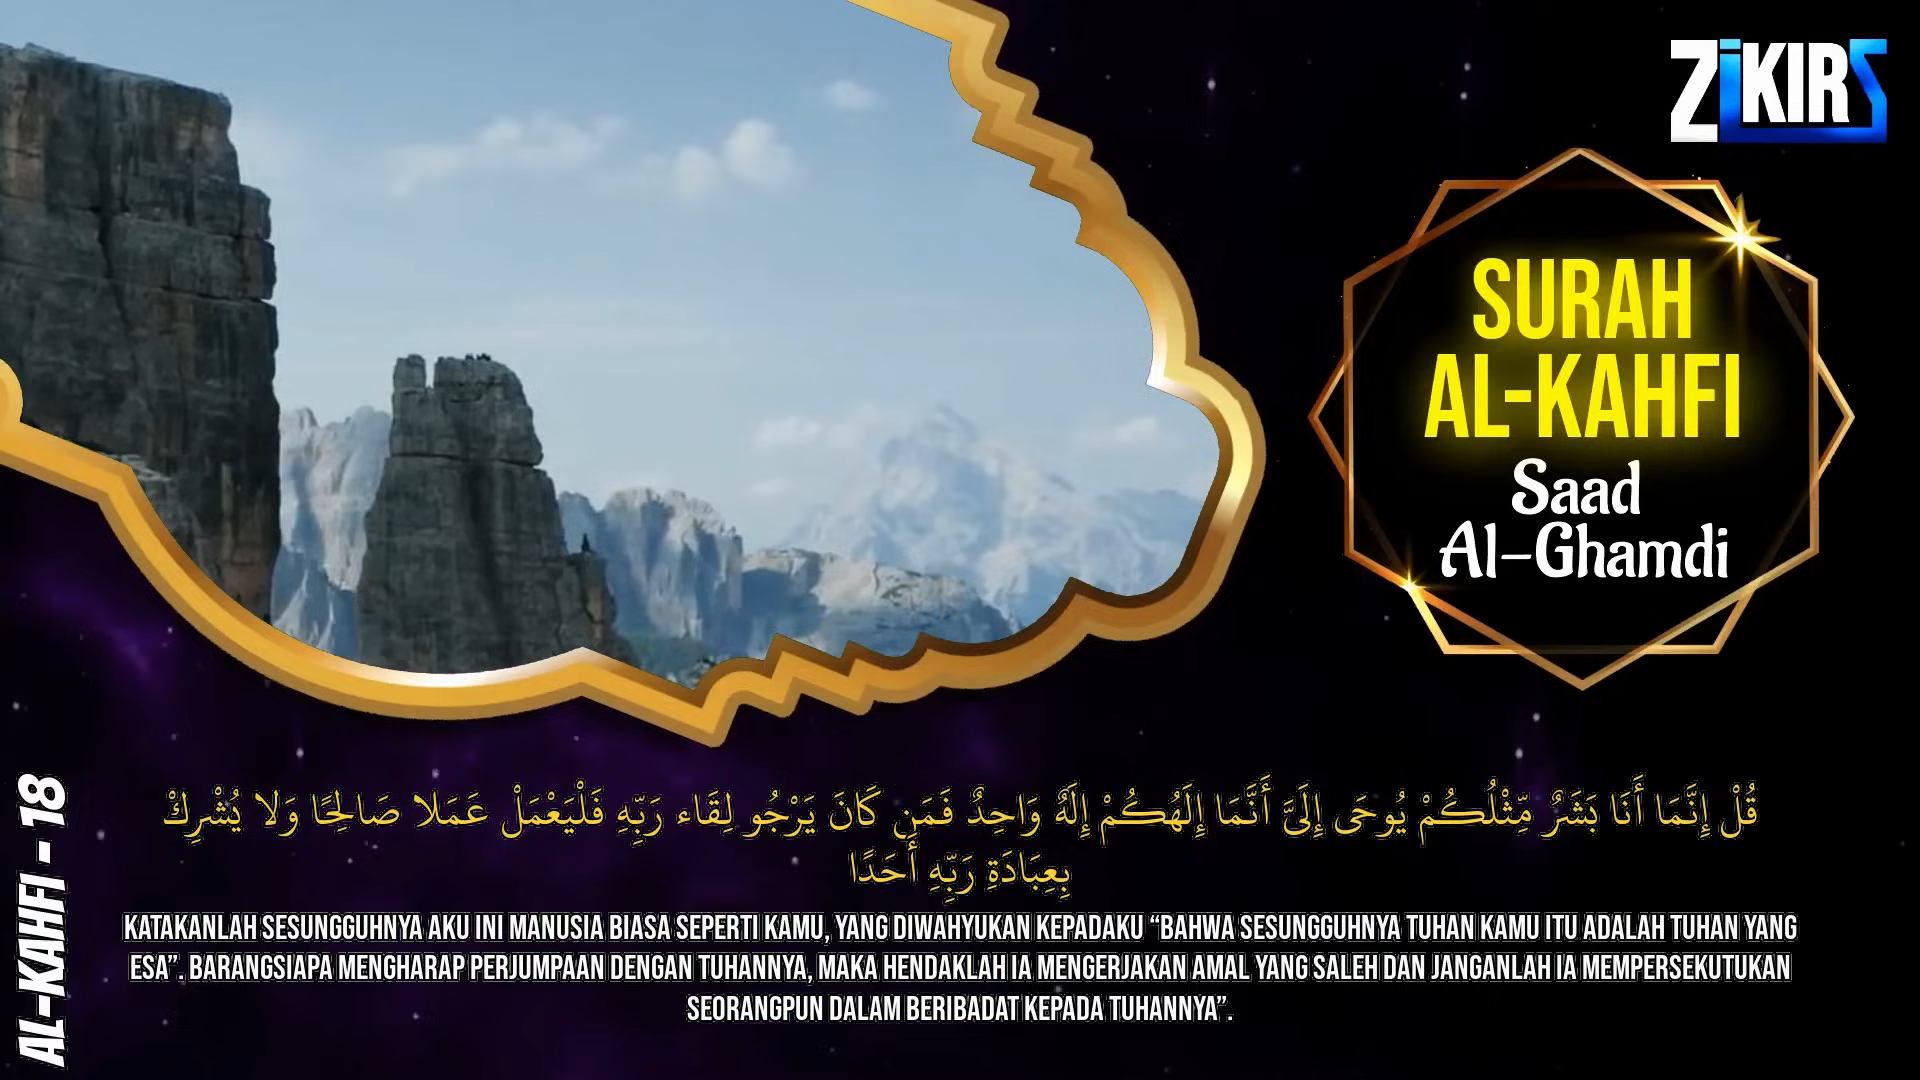 ZiKIRS
SURAH
AL-KAHFI
Saad
Al-Ghamdi
AL-KAHFI - 18
قُلْ إِنَّمَا أَنَا بَشَرٌ مِّثْلُكُمْ يُوحَى إِلَيَّ أَنَّمَا إِلَهُكُمْ إِلَهٌ وَاحِدٌ فَمَن كَانَ يَرْجُو لِقَاء رَبِّهِ فَلْيَعْمَلْ عَمَلا صَالِحًا وَلا يُشْرِكْ
بِعِبَادَةِ رَبِّهِ أَحَدًا
KATAKANLAH SESUNGGUHNYA AKU INI MANUSIA BIASA SEPERTI KAMU, YANG DIWAHYUKAN KEPADAKU “BAHWA SESUNGGUHNYA TUHAN KAMU ITU ADALAH TUHAN YANG
ESA”. BARANGSIAPA MENGHARAP PERJUMPAAN DENGAN TUHANNYA, MAKA HENDAKLAH IA MENGERJAKAN AMAL YANG SALEH DAN JANGANLAH IA MEMPERSEKUTUKAN
SEORANGPUN DALAM BERIBADAT KEPADA TUHANNYA”.